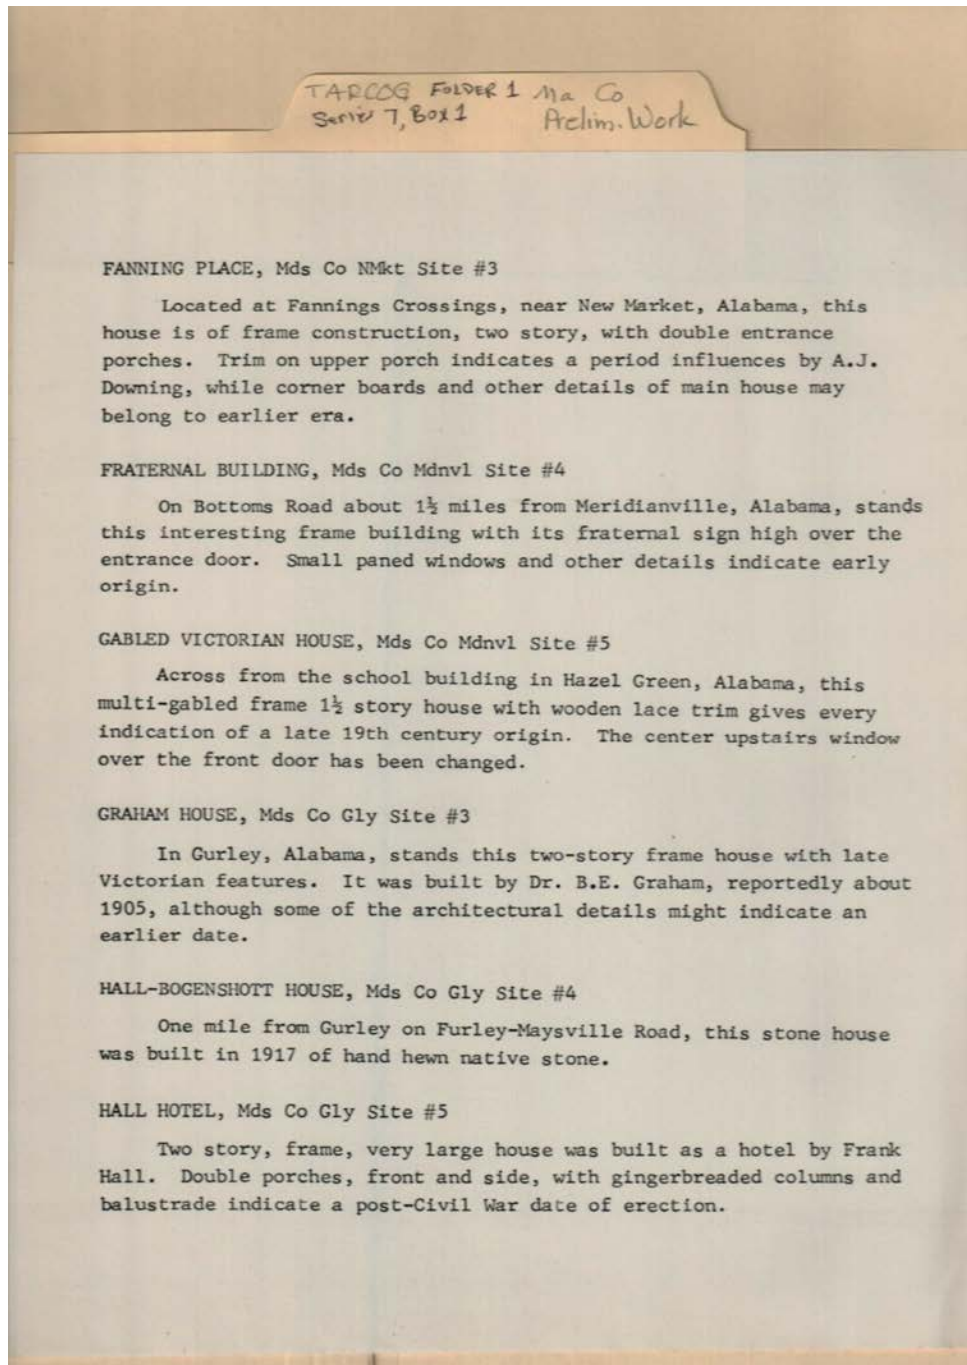 TARCOG FOLDER 1 Ma Co
Series 7, Box 1 Prelim. Work
FANNING PLACE, Mds Co NMkt Site #3
Located at Fannings Crossings, near New Market, Alabama, this
house is of frame construction, two story, with double entrance
porches. Trim on upper porch indicates a period influences by A.J.
Downing, while corner boards and other details of main house may
belong to earlier era.
FRATERNAL BUILDING, Mds Co Mdnvl Site #4
On Bottoms Road about 1½ miles from Meridianville, Alabama, stands
this interesting frame building with its fraternal sign high over the
entrance door. Small paned windows and other details indicate early
origin.
GABLED VICTORIAN HOUSE, Mds Co Mdnvl Site #5
Across from the school building in Hazel Green, Alabama, this
multi-gabled frame 1½ story house with wooden lace trim gives every
indication of a late 19th century origin. The center upstairs window
over the front door has been changed.
GRAHAM HOUSE, Mds Co Gly Site #3
In Gurley, Alabama, stands this two-story frame house with late
Victorian features. It was built by Dr. B.E. Graham, reportedly about
1905, although some of the architectural details might indicate an
earlier date.
HALL-BOGENSHOTT HOUSE, Mds Co Gly Site #4
One mile from Gurley on Furley-Maysville Road, this stone house
was built in 1917 of hand hewn native stone.
HALL HOTEL, Mds Co Gly Site #5
Two story, frame, very large house was built as a hotel by Frank
Hall. Double porches, front and side, with gingerbreaded columns and
balustrade indicate a post-Civil War date of erection.